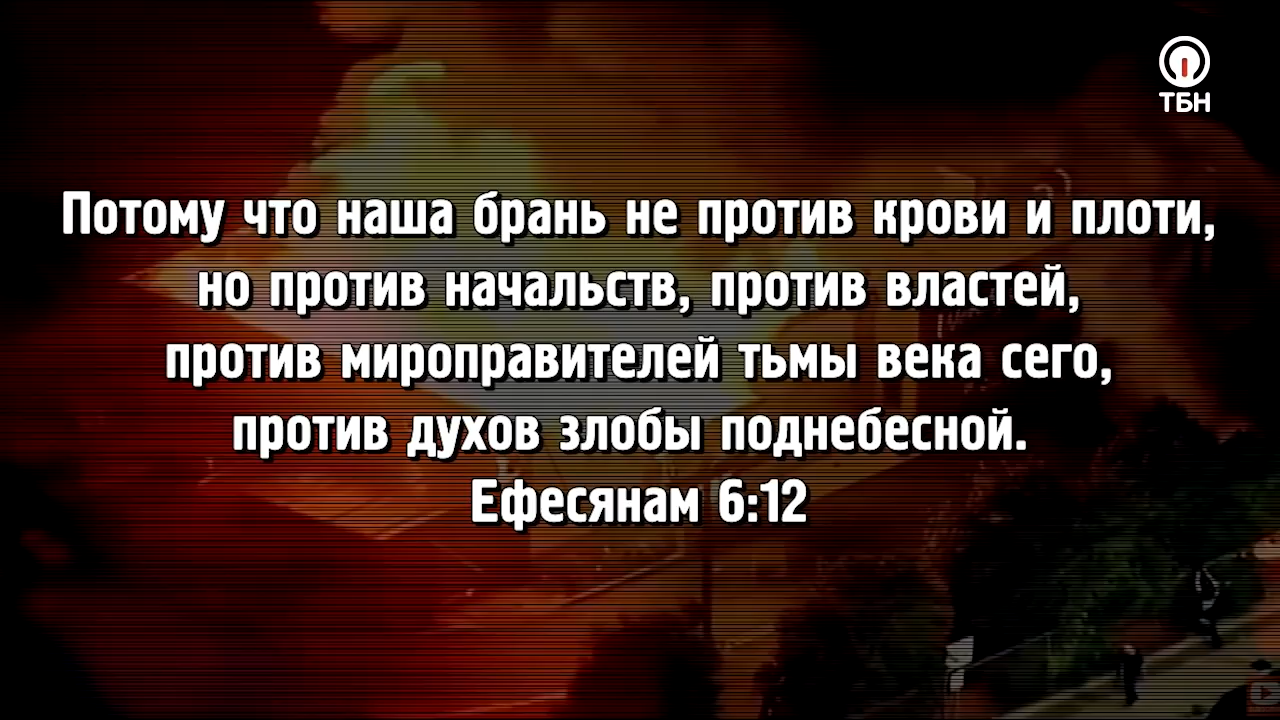 ТБН
Потому что наша брань не против крови и плоти,
но против начальств, против властей,
против мироправителей тьмы века сего,
против духов злобы поднебесной.
Ефесянам 6:12